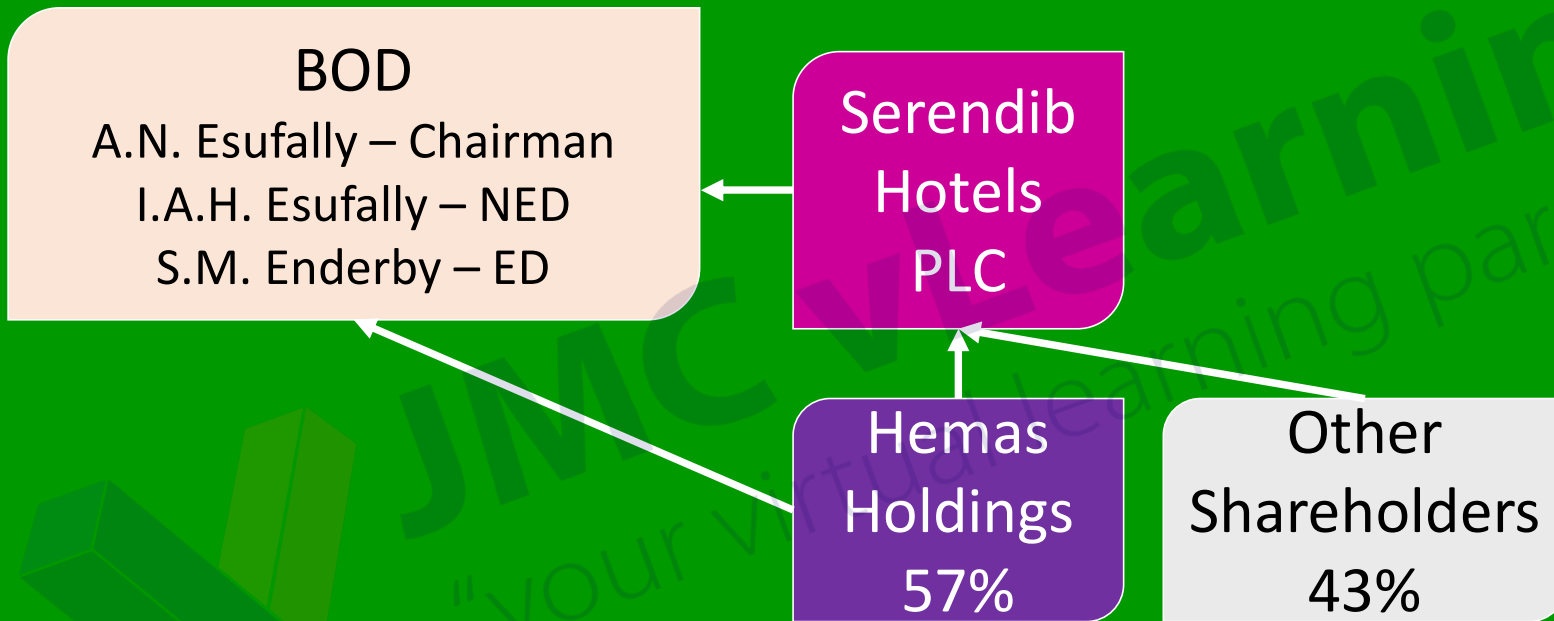 BOD
A.N. Esufally – Chairman
I.A.H. Esufally – NED
S.M. Enderby – ED
Serendib
Hotels
PLC
Hemas
Holdings
57%
Other
Shareholders
43%
JMC vLearnin
"your virtual learning par